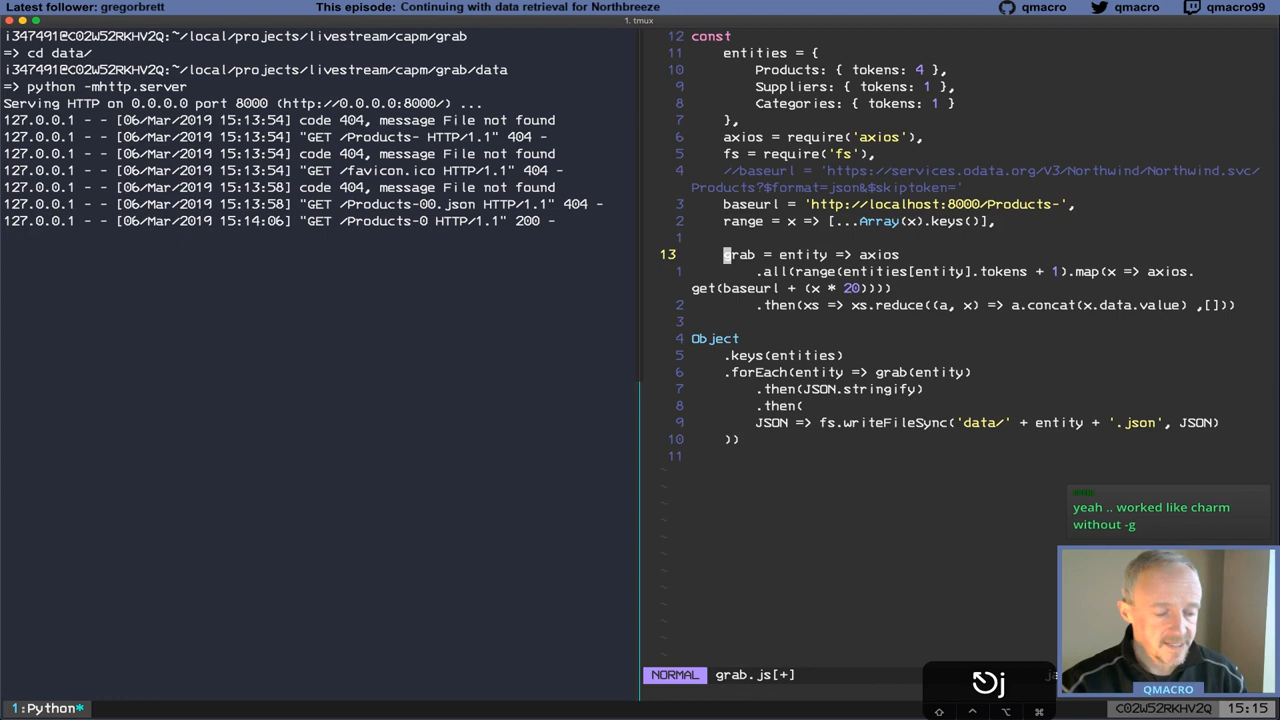 Latest follower: gregorbrett
This episode: Continuing with data retrieval for Northbreeze
qmacro
qmacro
qmacro99
1. tmux
i347491@C02W52RKHV2Q:~/local/projects/livestream/capm/grab
=> cd data/
i347491@C02W52RKHV2Q:~/local/projects/livestream/capm/grab/data
=> python -mhttp.server
Serving HTTP on 0.0.0.0 port 8000 (http://0.0.0.0:8000/) ...
127.0.0.1 - - [06/Mar/2019 15:13:54] code 404, message File not found
127.0.0.1 - - [06/Mar/2019 15:13:54] "GET /Products- HTTP/1.1" 404 -
127.0.0.1 - - [06/Mar/2019 15:13:54] code 404, message File not found
127.0.0.1 - - [06/Mar/2019 15:13:54] "GET /favicon.ico HTTP/1.1" 404 -
127.0.0.1 - - [06/Mar/2019 15:13:58] code 404, message File not found
127.0.0.1 - - [06/Mar/2019 15:13:58] "GET /Products-00.json HTTP/1.1" 404 -
127.0.0.1 - - [06/Mar/2019 15:14:06] "GET /Products-0 HTTP/1.1" 200 -
12 const
11 entities = {
10 Products: { tokens: 4 },
9 Suppliers: { tokens: 1 },
8 Categories: { tokens: 1 }
7 },
6 axios = require('axios'),
5 fs = require('fs'),
4 //baseurl = 'https://services.odata.org/V3/Northwind/Northwind.svc/
Products?$format=json&$skiptoken='
3 baseurl = 'http://localhost:8000/Products-',
2 range = x => [...Array(x).keys()],
1
13 grab = entity => axios
1 .all(range(entities[entity].tokens + 1).map(x => axios.
get(baseurl + (x * 20))))
2 .then(xs => xs.reduce((a, x) => a.concat(x.data.value) ,[]))
3
4 Object
5 .keys(entities)
6 .forEach(entity => grab(entity)
7 .then(JSON.stringify)
8 .then(
9 JSON => fs.writeFileSync('data/' + entity + '.json', JSON)
10 ))
11
~
~
~
~
~
~
~
~
~
~
~
~
yeah .. worked like charm
without -g
NORMAL grab.js[+]
j
QMACRO
1:Python*
C02W52RKHV2Q 15:15